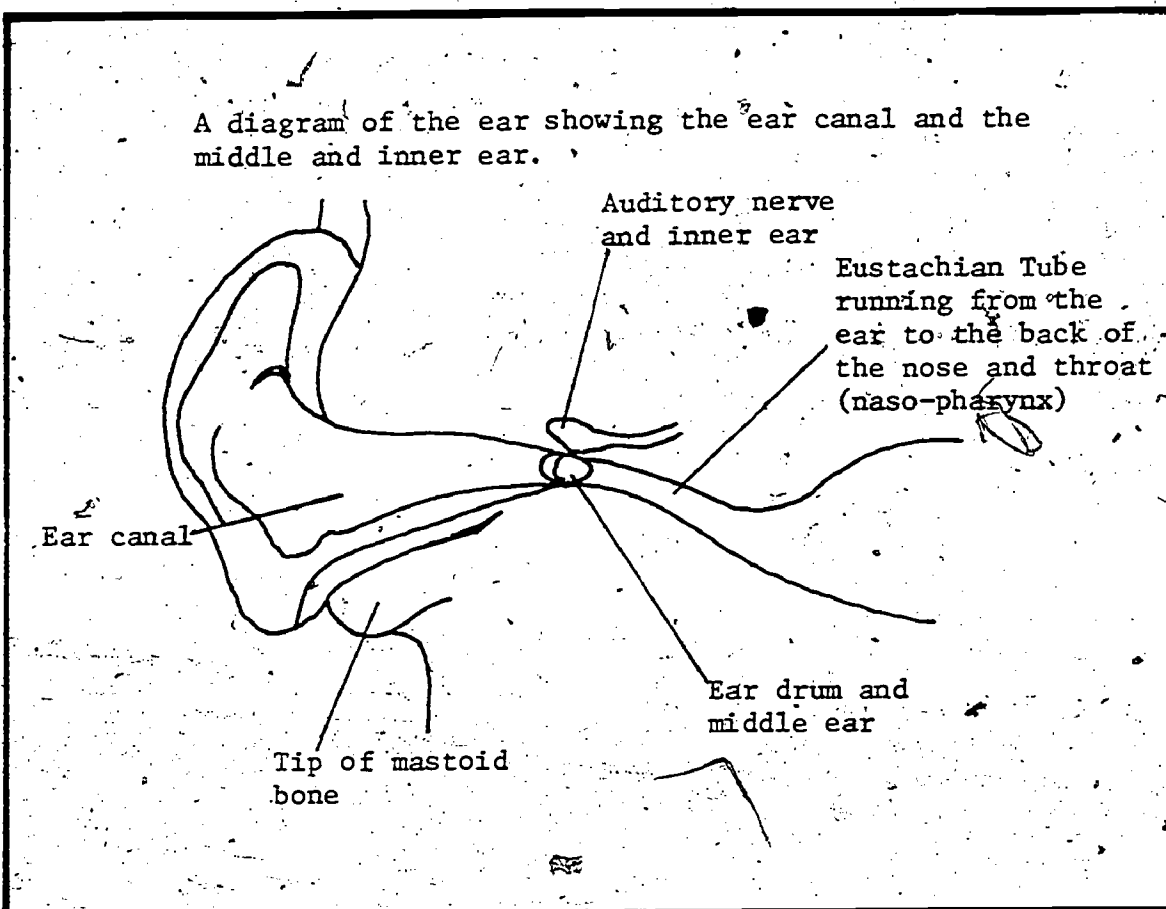 A diagram of the ear showing the ear canal and the
middle and inner ear.
Auditory nerve
and inner ear
Eustachian Tube
running from the
ear to the back of
the nose and throat
(naso-pharynx)
Ear canal
Ear drum and
middle ear
Tip of mastoid
bone